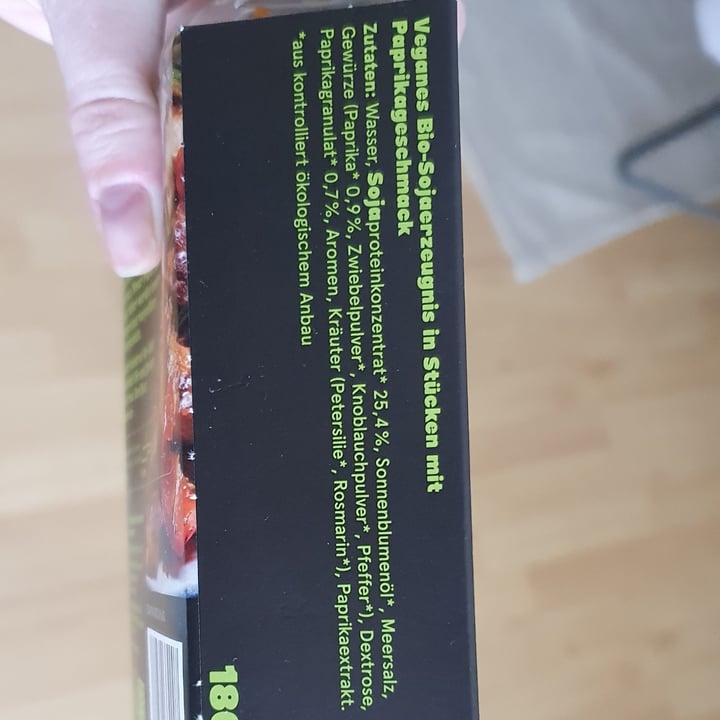 Veganes Bio-Sojaerzeugnis in Stücken mit
Paprikageschmack
Zutaten: Wasser, Sojaproteinkonzentrat* 25,4%, Sonnenblumenöl*, Meersalz,
Gewürze (Paprika* 0,9%, Zwiebelpulver*, Knoblauchpulver*, Pfeffer*), Dextrose,
Paprikagranulat* 0,7%, Aromen, Kräuter (Petersilie*, Rosmarin*), Paprikaextrakt.
*aus kontrolliert ökologischem Anbau